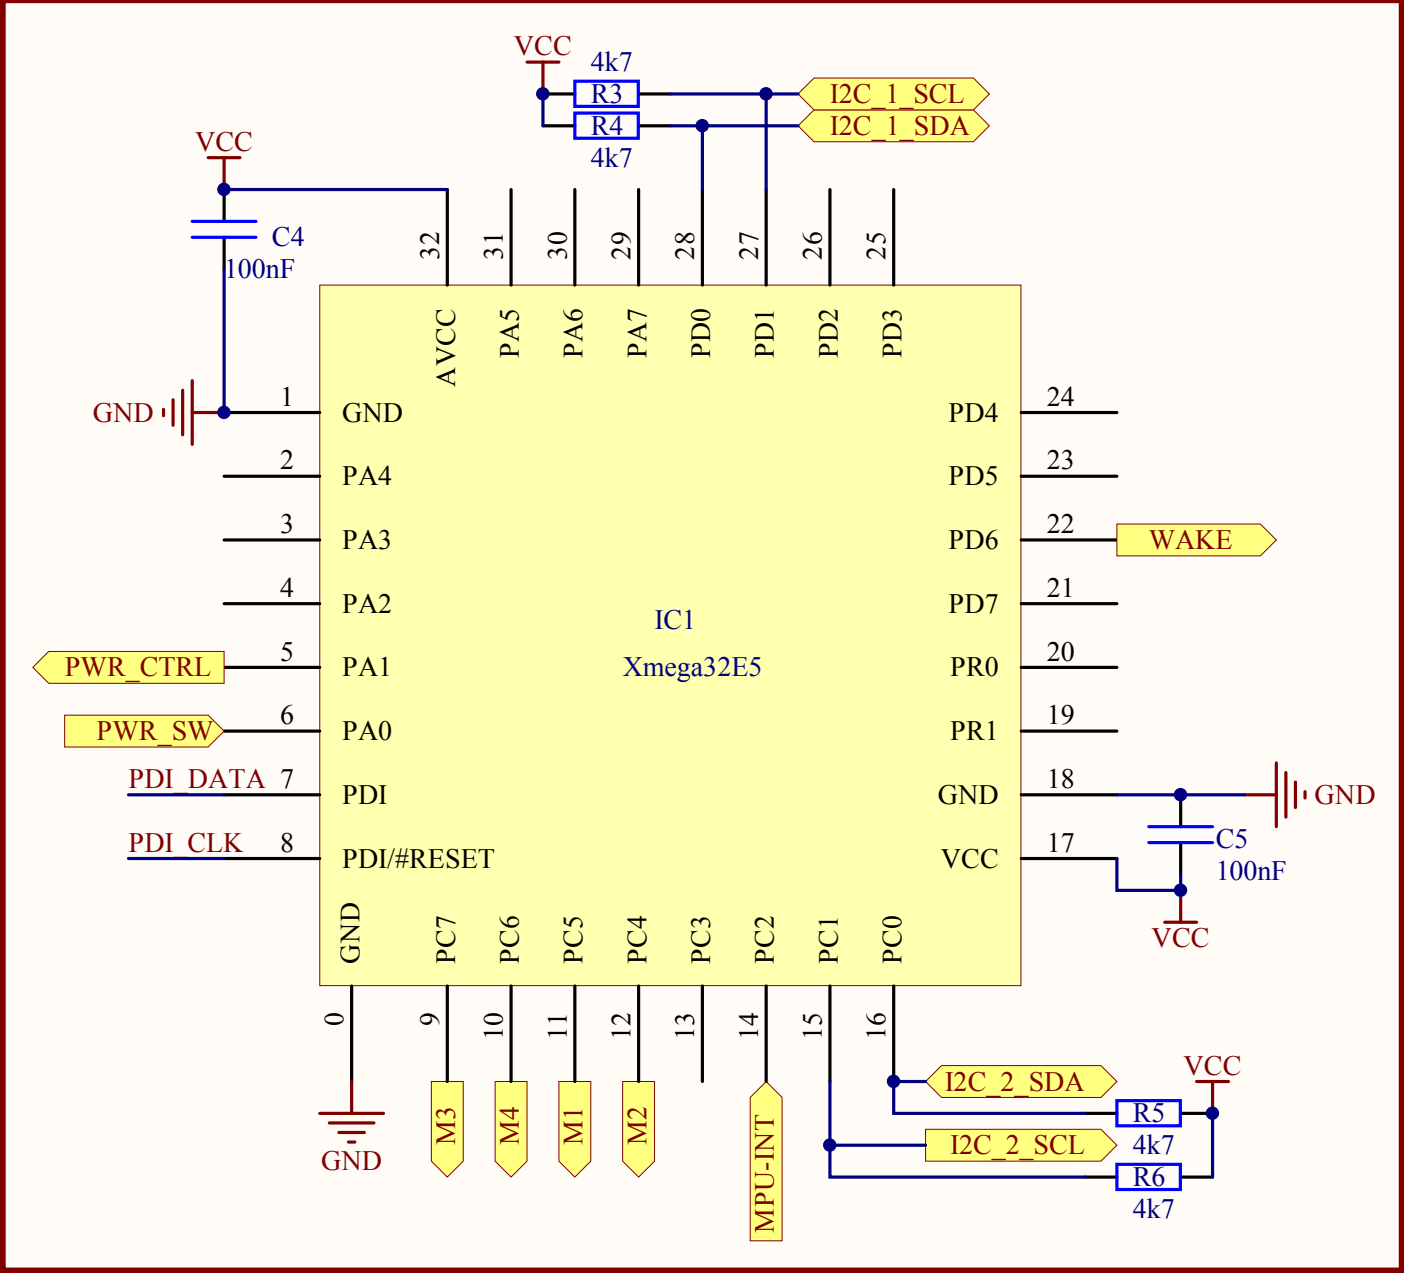 VCC
4k7
R3
I2C_1_SCL
R4
I2C_1_SDA
4k7
VCC
C4
100nF
32
31
30
29
28
27
26
25
AVCC
PA5
PA6
PA7
PD0
PD1
PD2
PD3
GND
1
GND
PD4
24
2
PA4
PD5
23
3
PA3
PD6
22
WAKE
4
PA2
PD7
21
IC1
Xmega32E5
PWR_CTRL
5
PA1
PR0
20
PWR_SW
6
PA0
PR1
19
PDI_DATA
7
PDI
GND
18
GND
PDI_CLK
8
PDI/#RESET
VCC
17
C5
100nF
VCC
GND
PC7
PC6
PC5
PC4
PC3
PC2
PC1
PC0
0
9
10
11
12
13
14
15
16
GND
M3
M4
M1
M2
MPU-INT
I2C_2_SDA
VCC
R5
I2C_2_SCL
4k7
R6
4k7